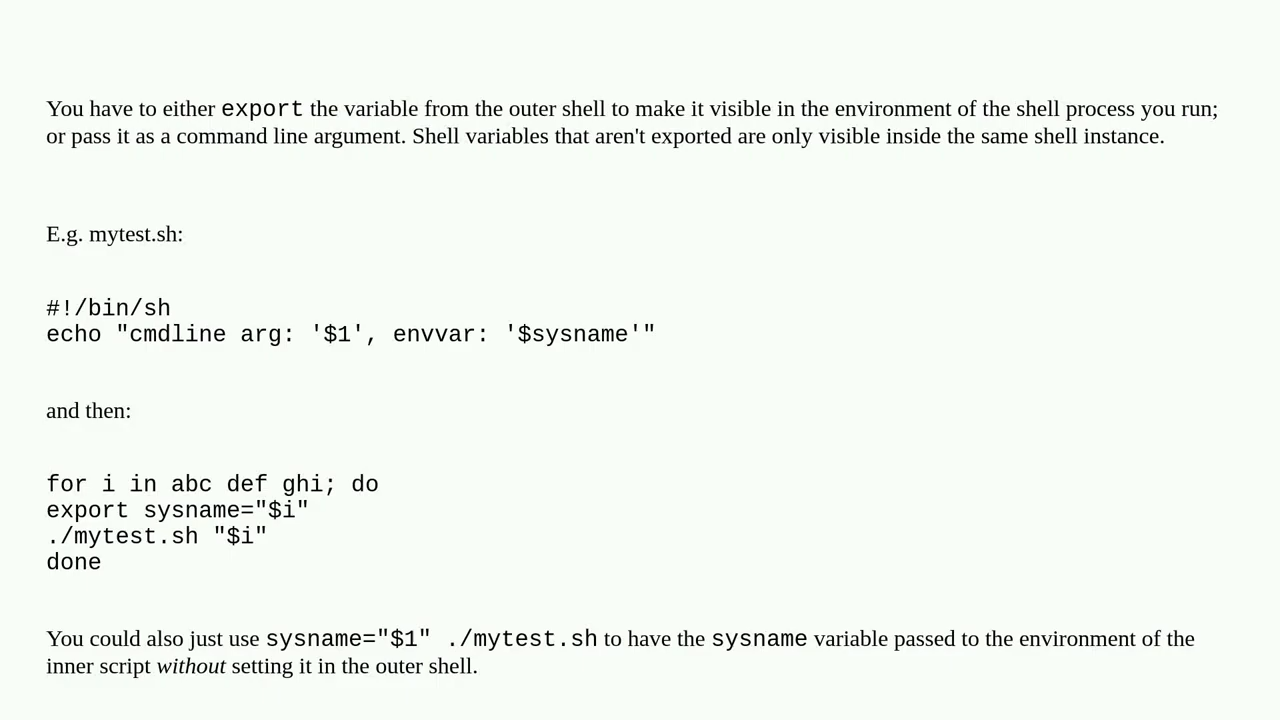 You have to either export the variable from the outer shell to make it visible in the environment of the shell process you run;
or pass it as a command line argument. Shell variables that aren't exported are only visible inside the same shell instance.
E.g. mytest.sh:
#!/bin/sh
echo "cmdline arg: '$1', envvar: '$sysname'"
and then:
for i in abc def ghi; do
export sysname="$i"
./mytest.sh "$i"
done
You could also just use sysname="$1" ./mytest.sh to have the sysname variable passed to the environment of the
inner script without setting it in the outer shell.